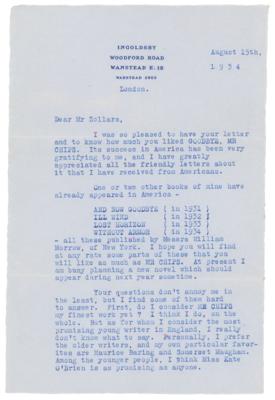 INGOLDSBY
WOODFORD ROAD
WANSTEAD E.18
WANSTEAD 2900
August 15th,
1934
London.
Dear Mr Zollars,
I was so pleased to have your letter
and to know how much you liked GOODBYE, MR
CHIPS. Its success in America has been very
gratifying to me, and I have greatly
appreciated all the friendly letters about
it that I have received from Americans.
One or two other books of mine have
already appeared in America -
AND NOW GOODBYE ( in 1931 )
ILL WIND ( in 1932 )
LOST HORIZON ( in 1933 )
WITHOUT ARMOR ( in 1934 )
- all these published by Messrs William
Morrow, of New York. I hope you will find
at any rate some parts of these that you
will like as much as MR CHIPS. At present I
am busy planning a new novel which should
appear during next year sometime.
Your questions don't annoy me in
the least, but I find some of them hard
to answer. First, do I consider MR CHIPS
my finest work yet ? I think I do, on the
whole. Next as for whom I consider the most
promising young writer in England, I really
don't know what to say. Personally, I prefer
the older writers, and my own particular favor-
ites are Maurice Baring and Somerset Maugham.
Among the younger people, I think Miss Kate
O'Brien is as promising as anyone.